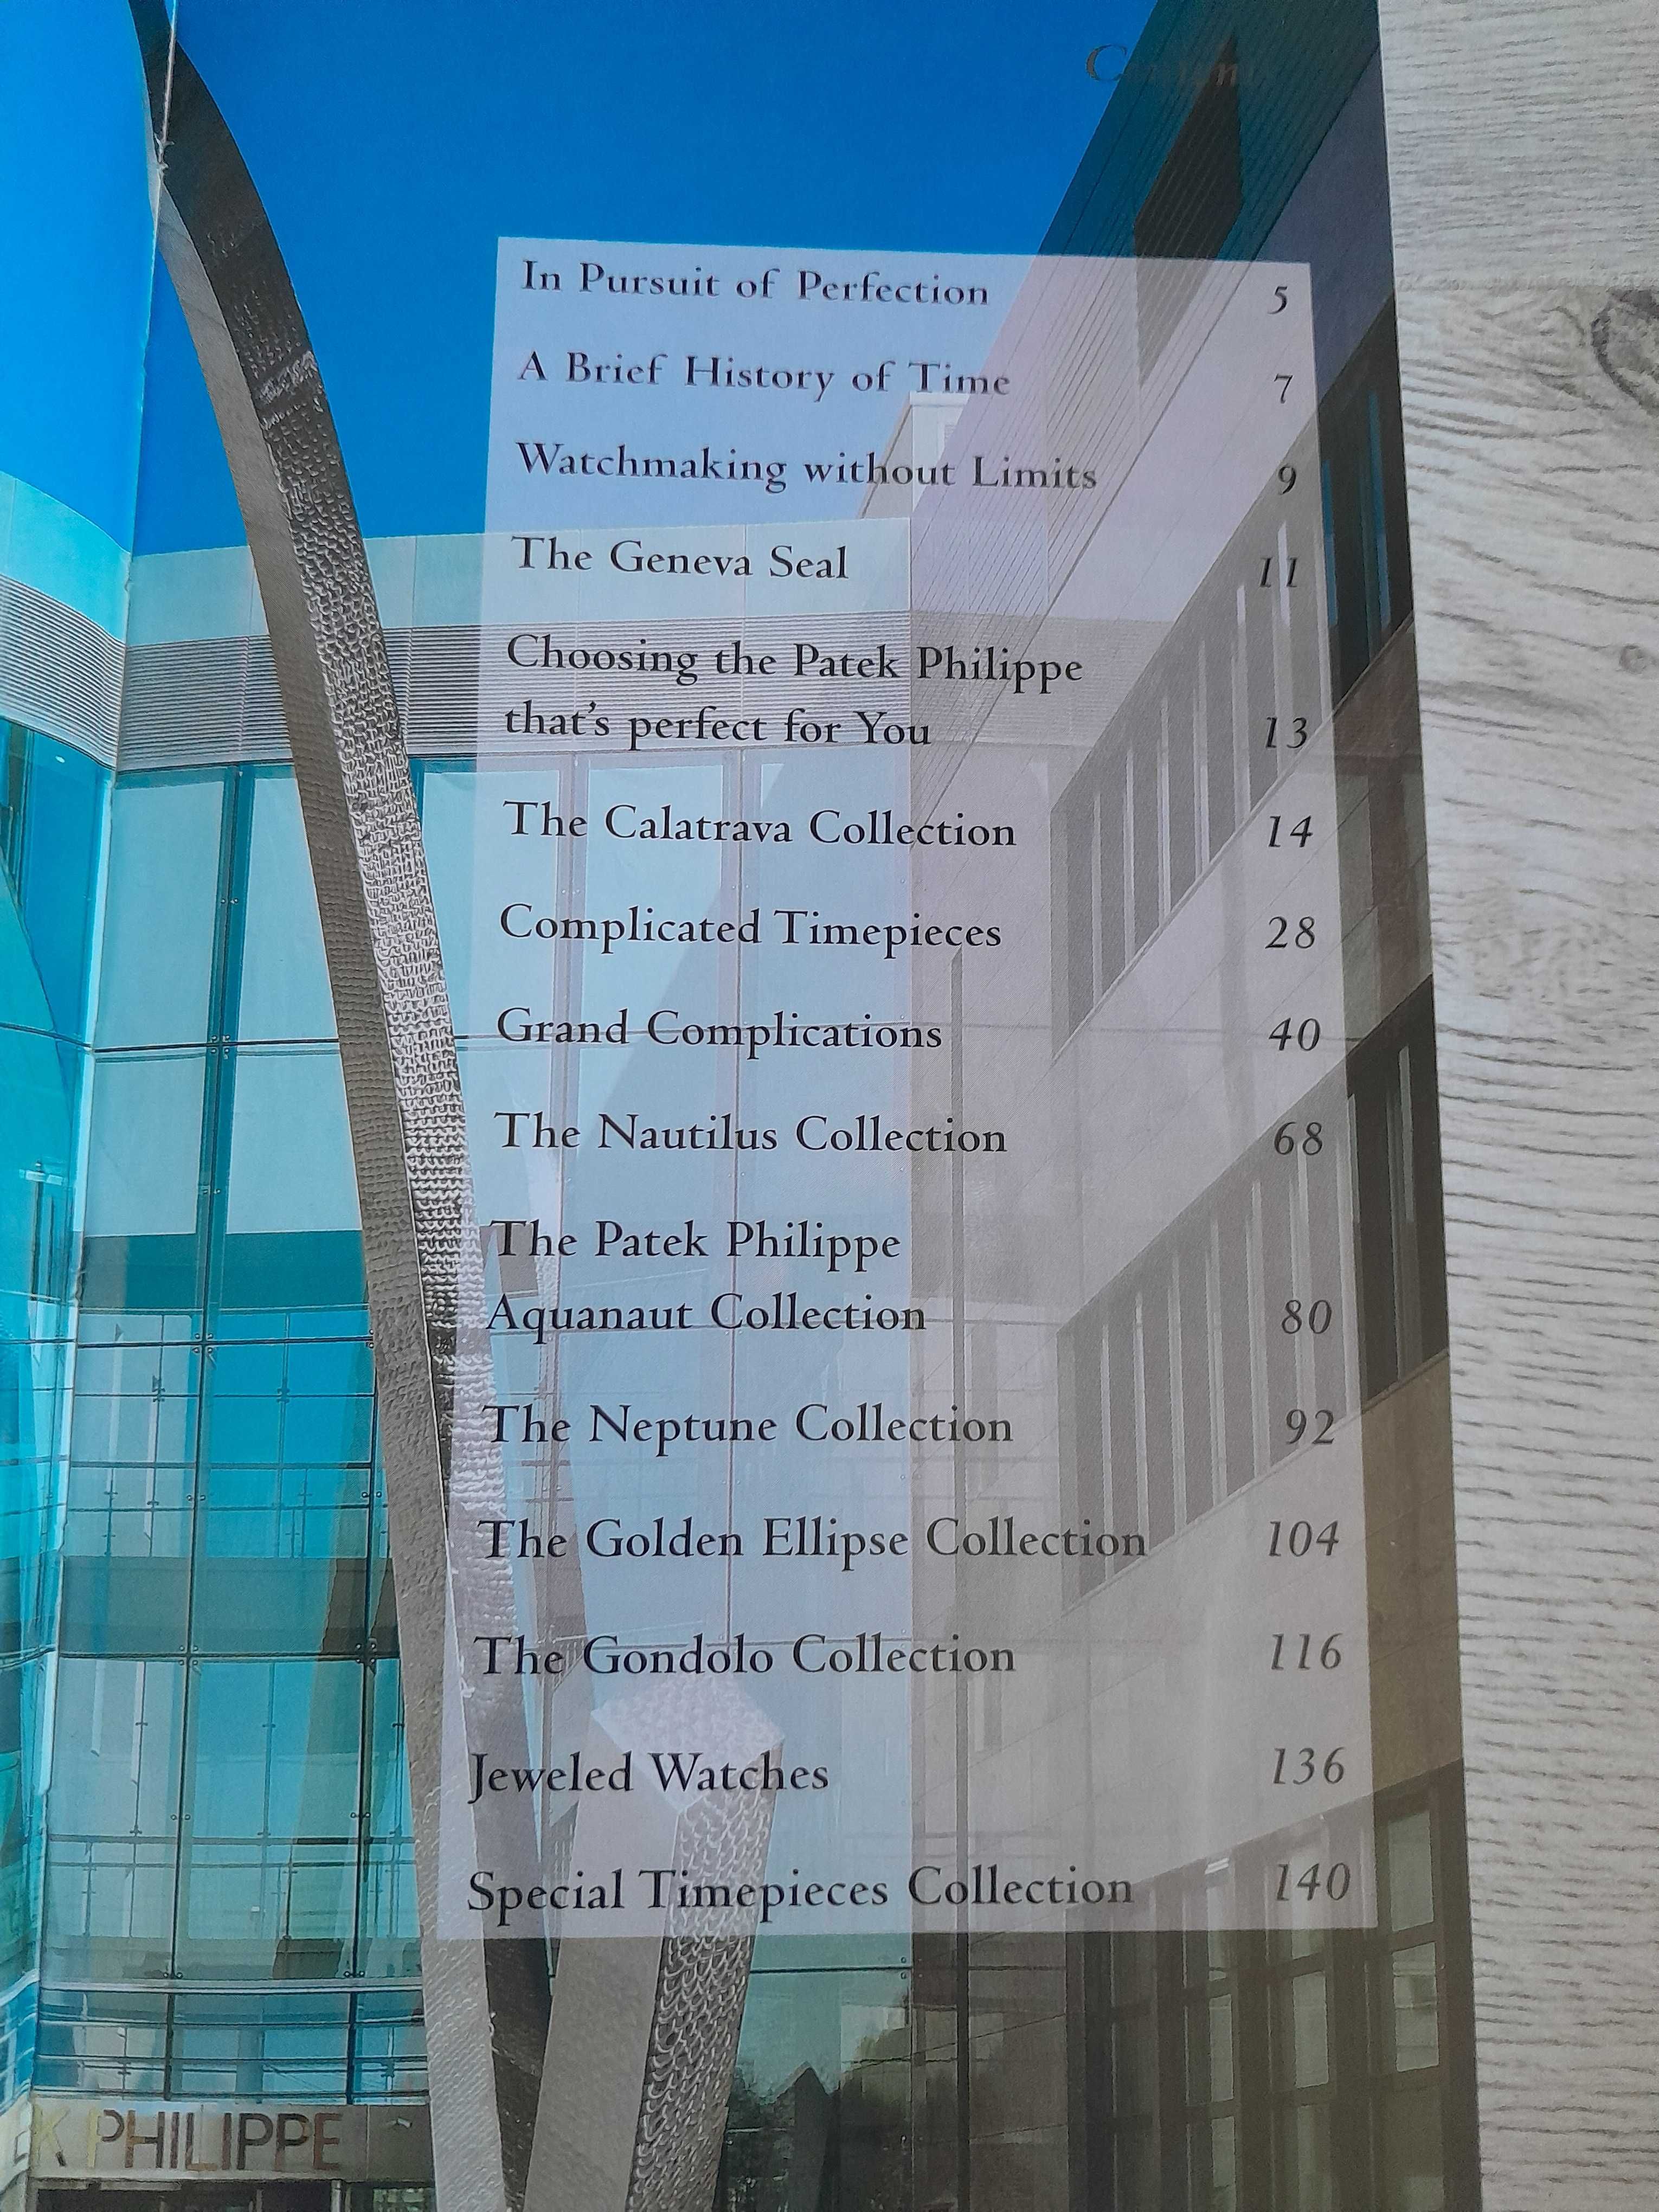 In Pursuit of Perfection 5
A Brief History of Time 7
Watchmaking without Limits 9
The Geneva Seal 11
Choosing the Patek Philippe
that's perfect for You 13
The Calatrava Collection 14
Complicated Timepieces 28
Grand Complications 40
The Nautilus Collection 68
The Patek Philippe
Aquanaut Collection 80
The Neptune Collection 92
The Golden Ellipse Collection 104
The Gondolo Collection 116
Jeweled Watches 136
Special Timepieces Collection 140
PHILIPPE